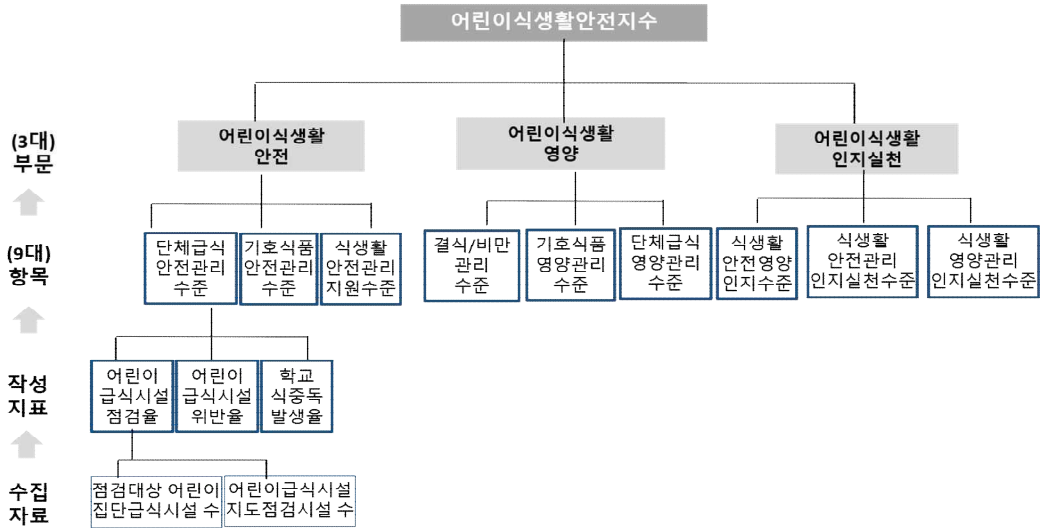 어린이식생활안전지수
(3대)
부문
어린이식생활
안전
어린이식생활
영양
어린이식생활
인지실천
(9대)
항목
단체급식
안전관리
수준
기호식품
안전관리
수준
식생활
안전관리
지원수준
결식/비만
관리
수준
기호식품
영양관리
수준
단체급식
영양관리
수준
식생활
안전영양
인지수준
식생활
안전관리
인지실천수준
식생활
영양관리
인지실천수준
작성
지표
어린이
급식시설
점검율
어린이
급식시설
위반율
학교
식중독
발생율
수집
자료
점검대상 어린이
집단급식시설 수
어린이급식시설
지도점검시설 수